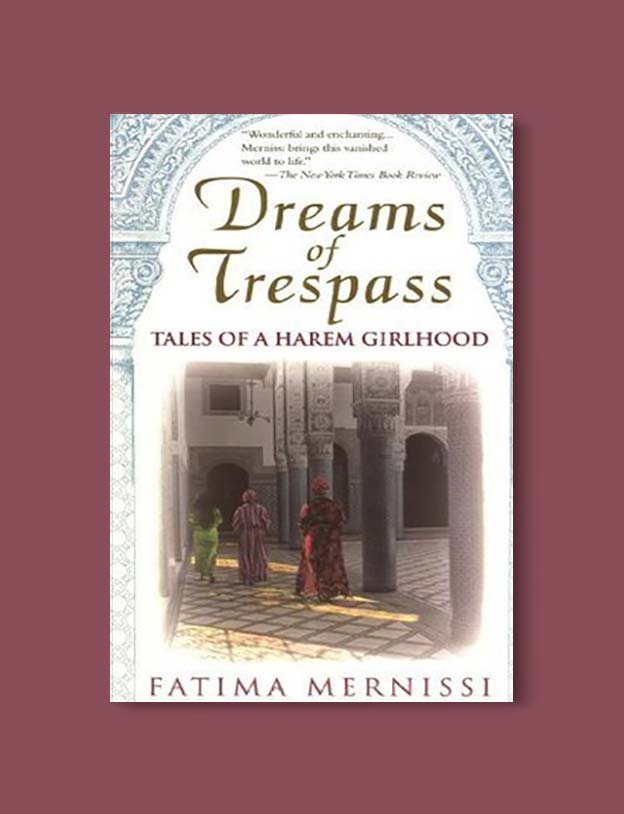 "Wonderful and enchanting...
Mernissi brings this vanished
world to life."
—The New York Times Book Review
Dreams
of
Trespass
TALES OF A HAREM GIRLHOOD
FATIMA MERNISSI